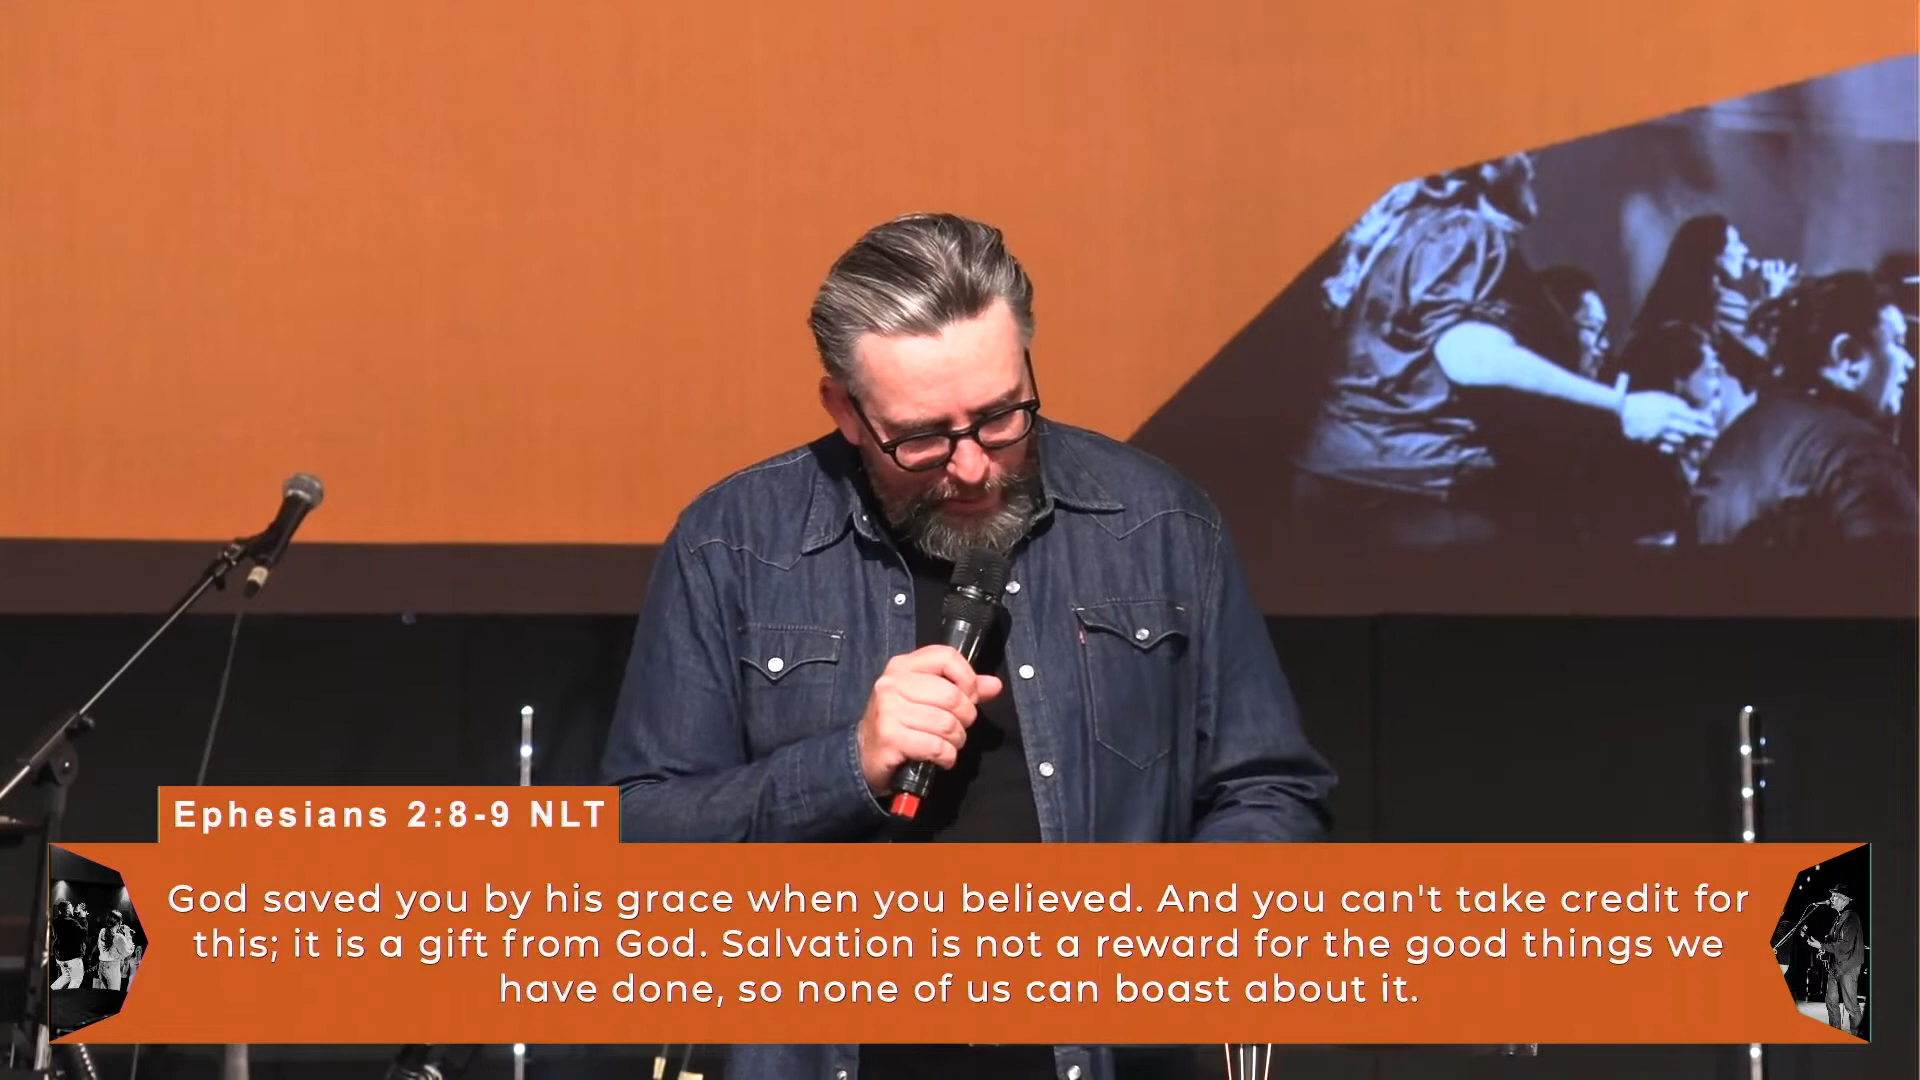 Ephesians 2:8-9 NLT
God saved you by his grace when you believed. And you can't take credit for
this; it is a gift from God. Salvation is not a reward for the good things we
have done, so none of us can boast about it.